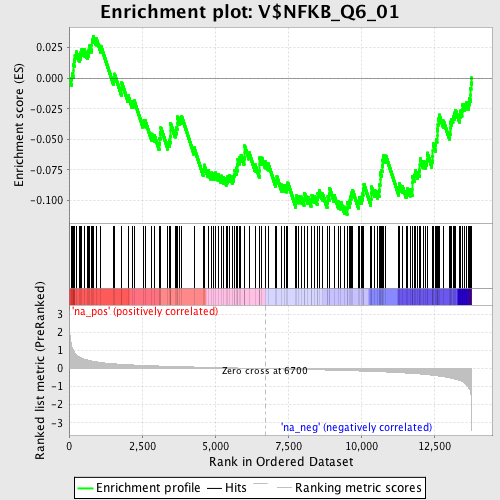 Enrichment plot: V$NFKB_Q6_01
Enrichment score (ES)
0.025
0.000
-0.025
-0.050
-0.075
-0.100
'na_pos' (positively correlated)
Ranked list metric (PreRanked)
3
2
1
0
-1
-2
-3
Zero cross at 6700
'na_neg' (negatively correlated)
0
2,500
5,000
7,500
10,000
12,500
Rank in Ordered Dataset
Enrichment profile
Hits
Ranking metric scores